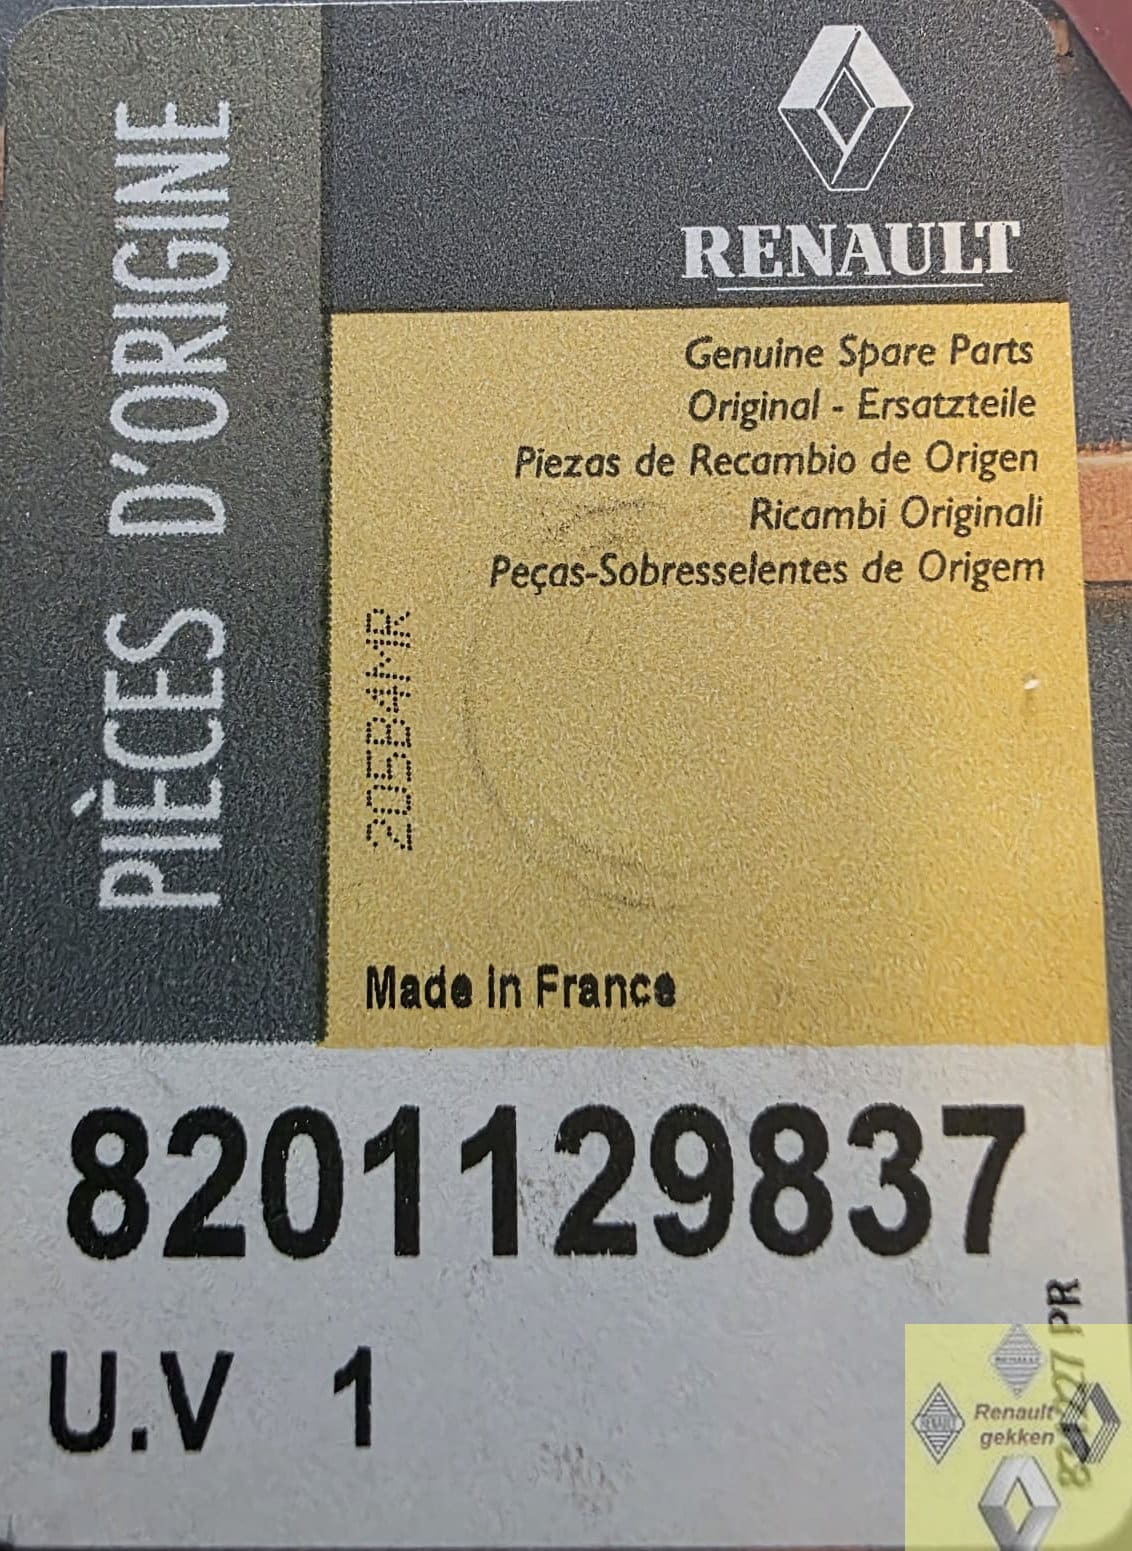 PIÈCES D'ORIGINE
RENAULT
Genuine Spare Parts
Original - Ersatzteile
Piezas de Recambio de Origen
Ricambi Originali
Peças-Sobresselentes de Origem
205B4MR
Made in France
8201129837
U.V 1
PR
Renault
gekken